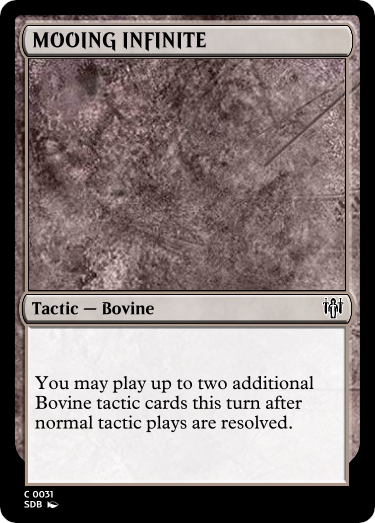 MOOING INFINITE
Tactic — Bovine
You may play up to two additional
Bovine tactic cards this turn after
normal tactic plays are resolved.
C 0031
SDB